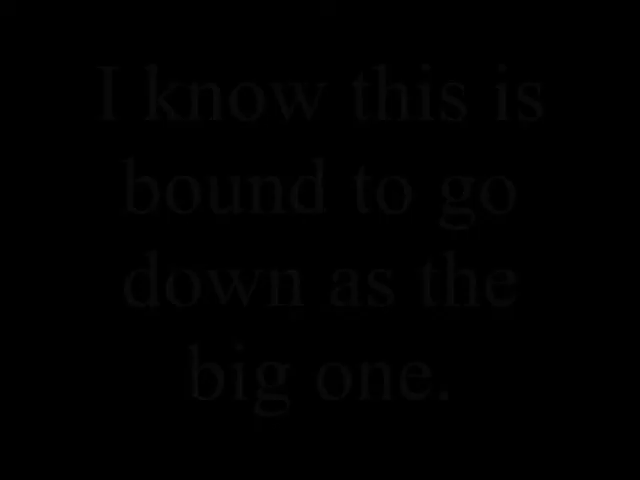 I know this is
bound to go
down as the
big one.